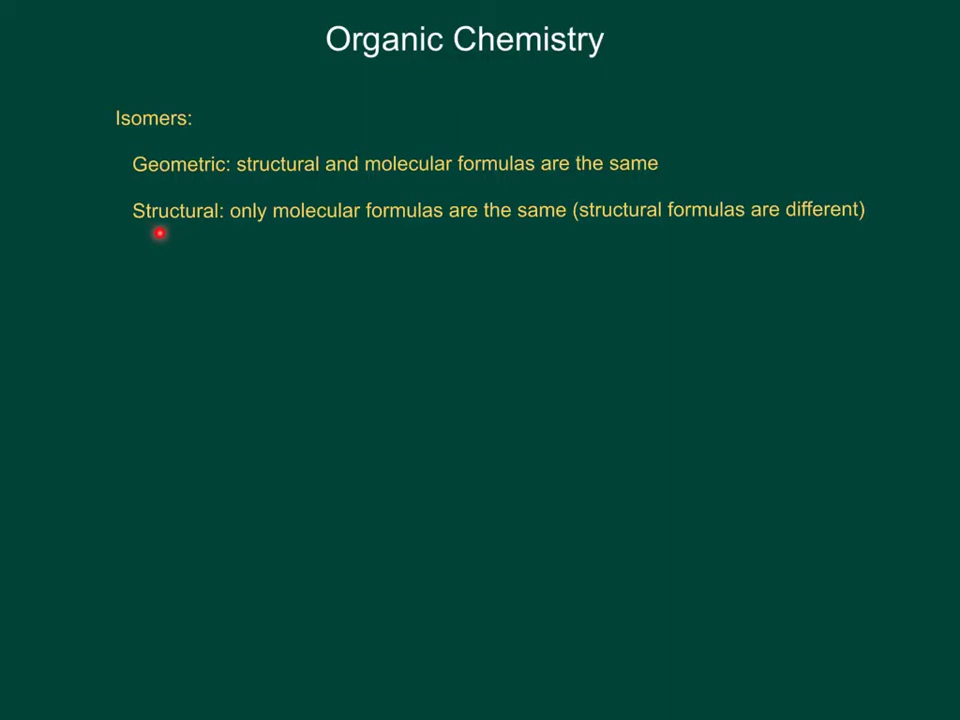 Organic Chemistry
Isomers:
Geometric: structural and molecular formulas are the same
Structural: only molecular formulas are the same (structural formulas are different)